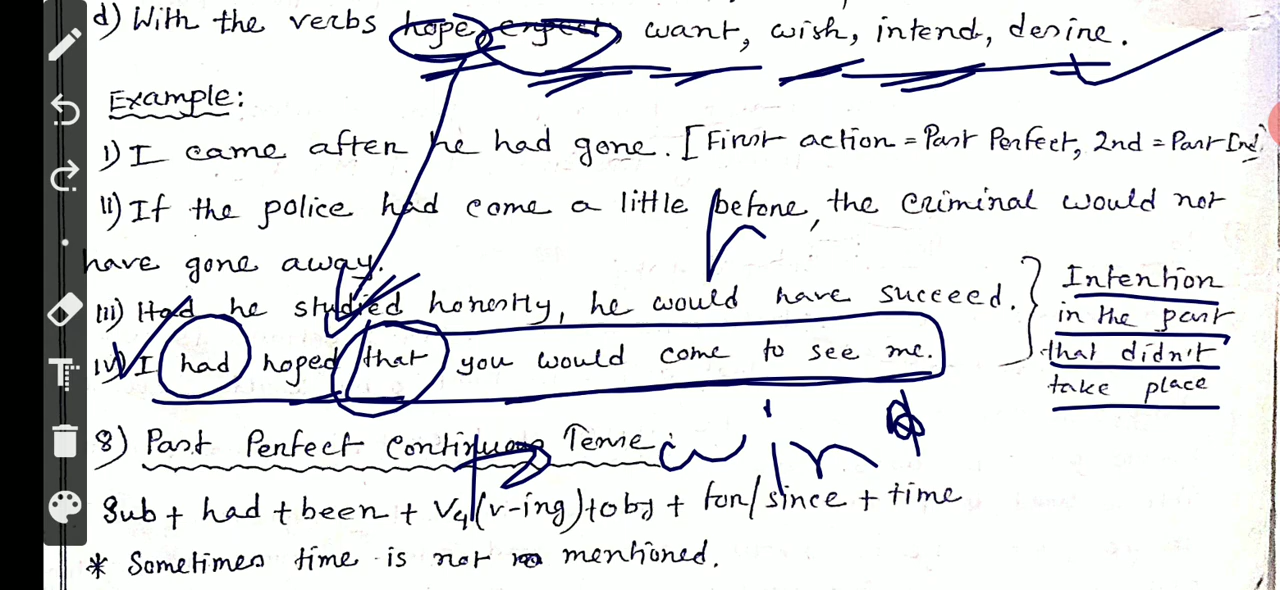 d) With the verbs hope, expect, want, wish, intend, desire.
Example:
i) I came after he had gone. [First action = Past Perfect, 2nd = Past Ind.
ii) If the police had come a little before, the criminal would not
have gone away.
iii) Had he studied honestly, he would have succeed.
iv) I had hoped that you would come to see me.
Intention
in the past
that didn't
take place
8) Past Perfect Continuous Tense
Sub + had + been + V4 (v-ing) + obj + for/since + time
* Sometimes time is not mentioned.